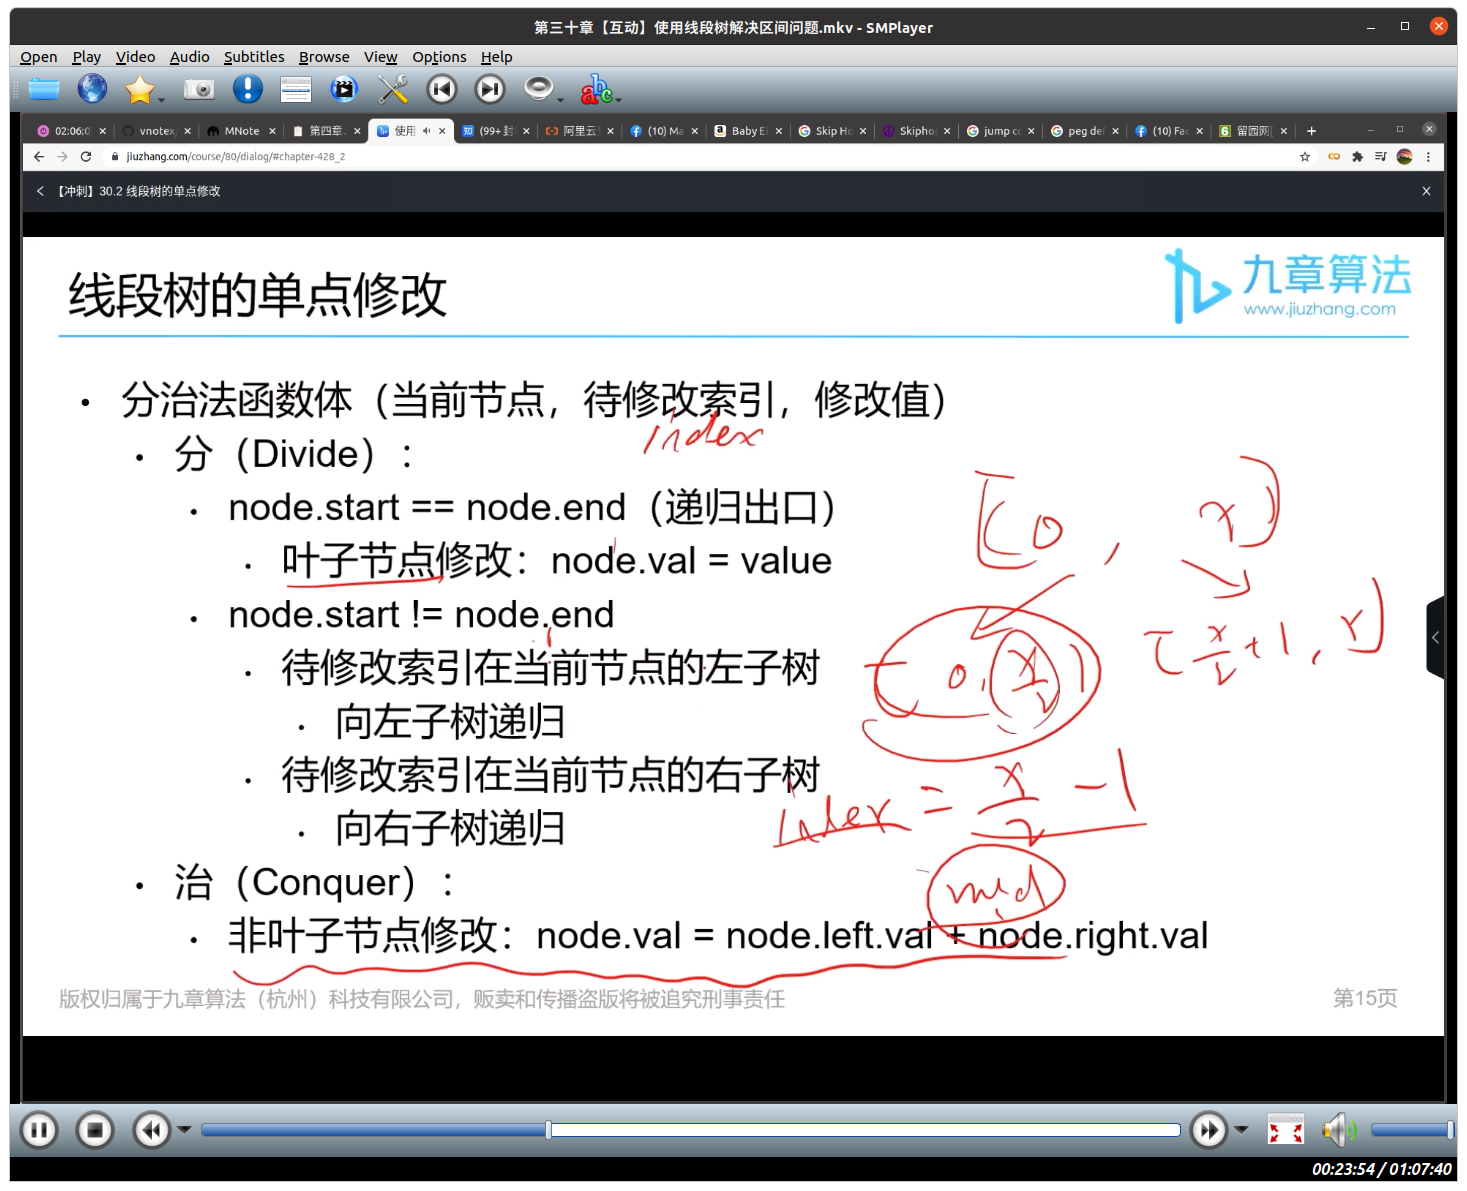 第三十章【互动】使用线段树解决区间问题.mkv - SMPlayer
Open Play Video Audio Subtitles Browse View Options Help
abc
02:06:0 vnotex MNote 第四章、 使用 (99+ 封 阿里云 (10) Ma Baby E Skip Ho Skipho jump c peg del (10) Fac 留园网
jiuzhang.com/course/80/dialog/#chapter-428_2
【冲刺】30.2 线段树的单点修改
线段树的单点修改
九章算法
www.jiuzhang.com
• 分治法函数体（当前节点，待修改索引，修改值）
index
• 分（Divide）：
• node.start == node.end（递归出口）
[0, x]
• 叶子节点修改：node.val = value
• node.start != node.end
• 待修改索引在当前节点的左子树
[0, x/2]
[x/2+1, x]
• 向左子树递归
• 待修改索引在当前节点的右子树
index = x/2 - 1
• 向右子树递归
• 治（Conquer）：
mid
• 非叶子节点修改：node.val = node.left.val + node.right.val
版权归属于九章算法（杭州）科技有限公司，贩卖和传播盗版将被追究刑事责任
第15页
00:23:54 / 01:07:40